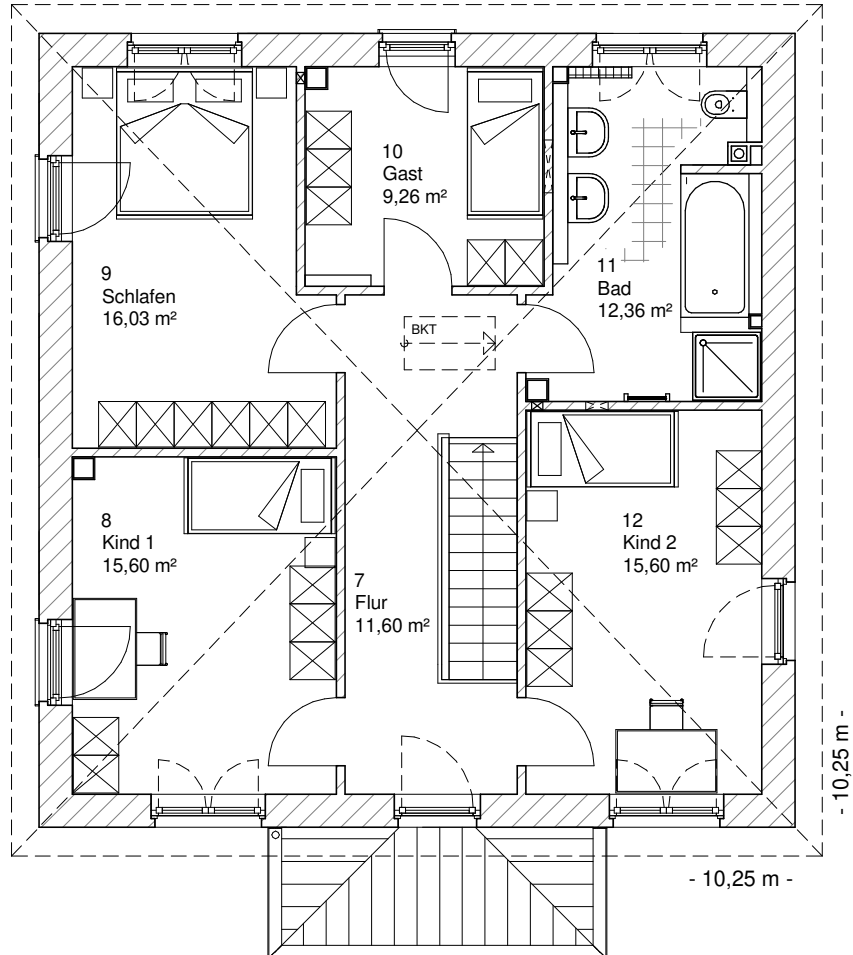 10
Gast
9,26 m²
9
Schlafen
16,03 m²
11
Bad
12,36 m²
BKT
8
Kind 1
15,60 m²
7
Flur
11,60 m²
12
Kind 2
15,60 m²
- 10,25 m -
- 10,25 m -